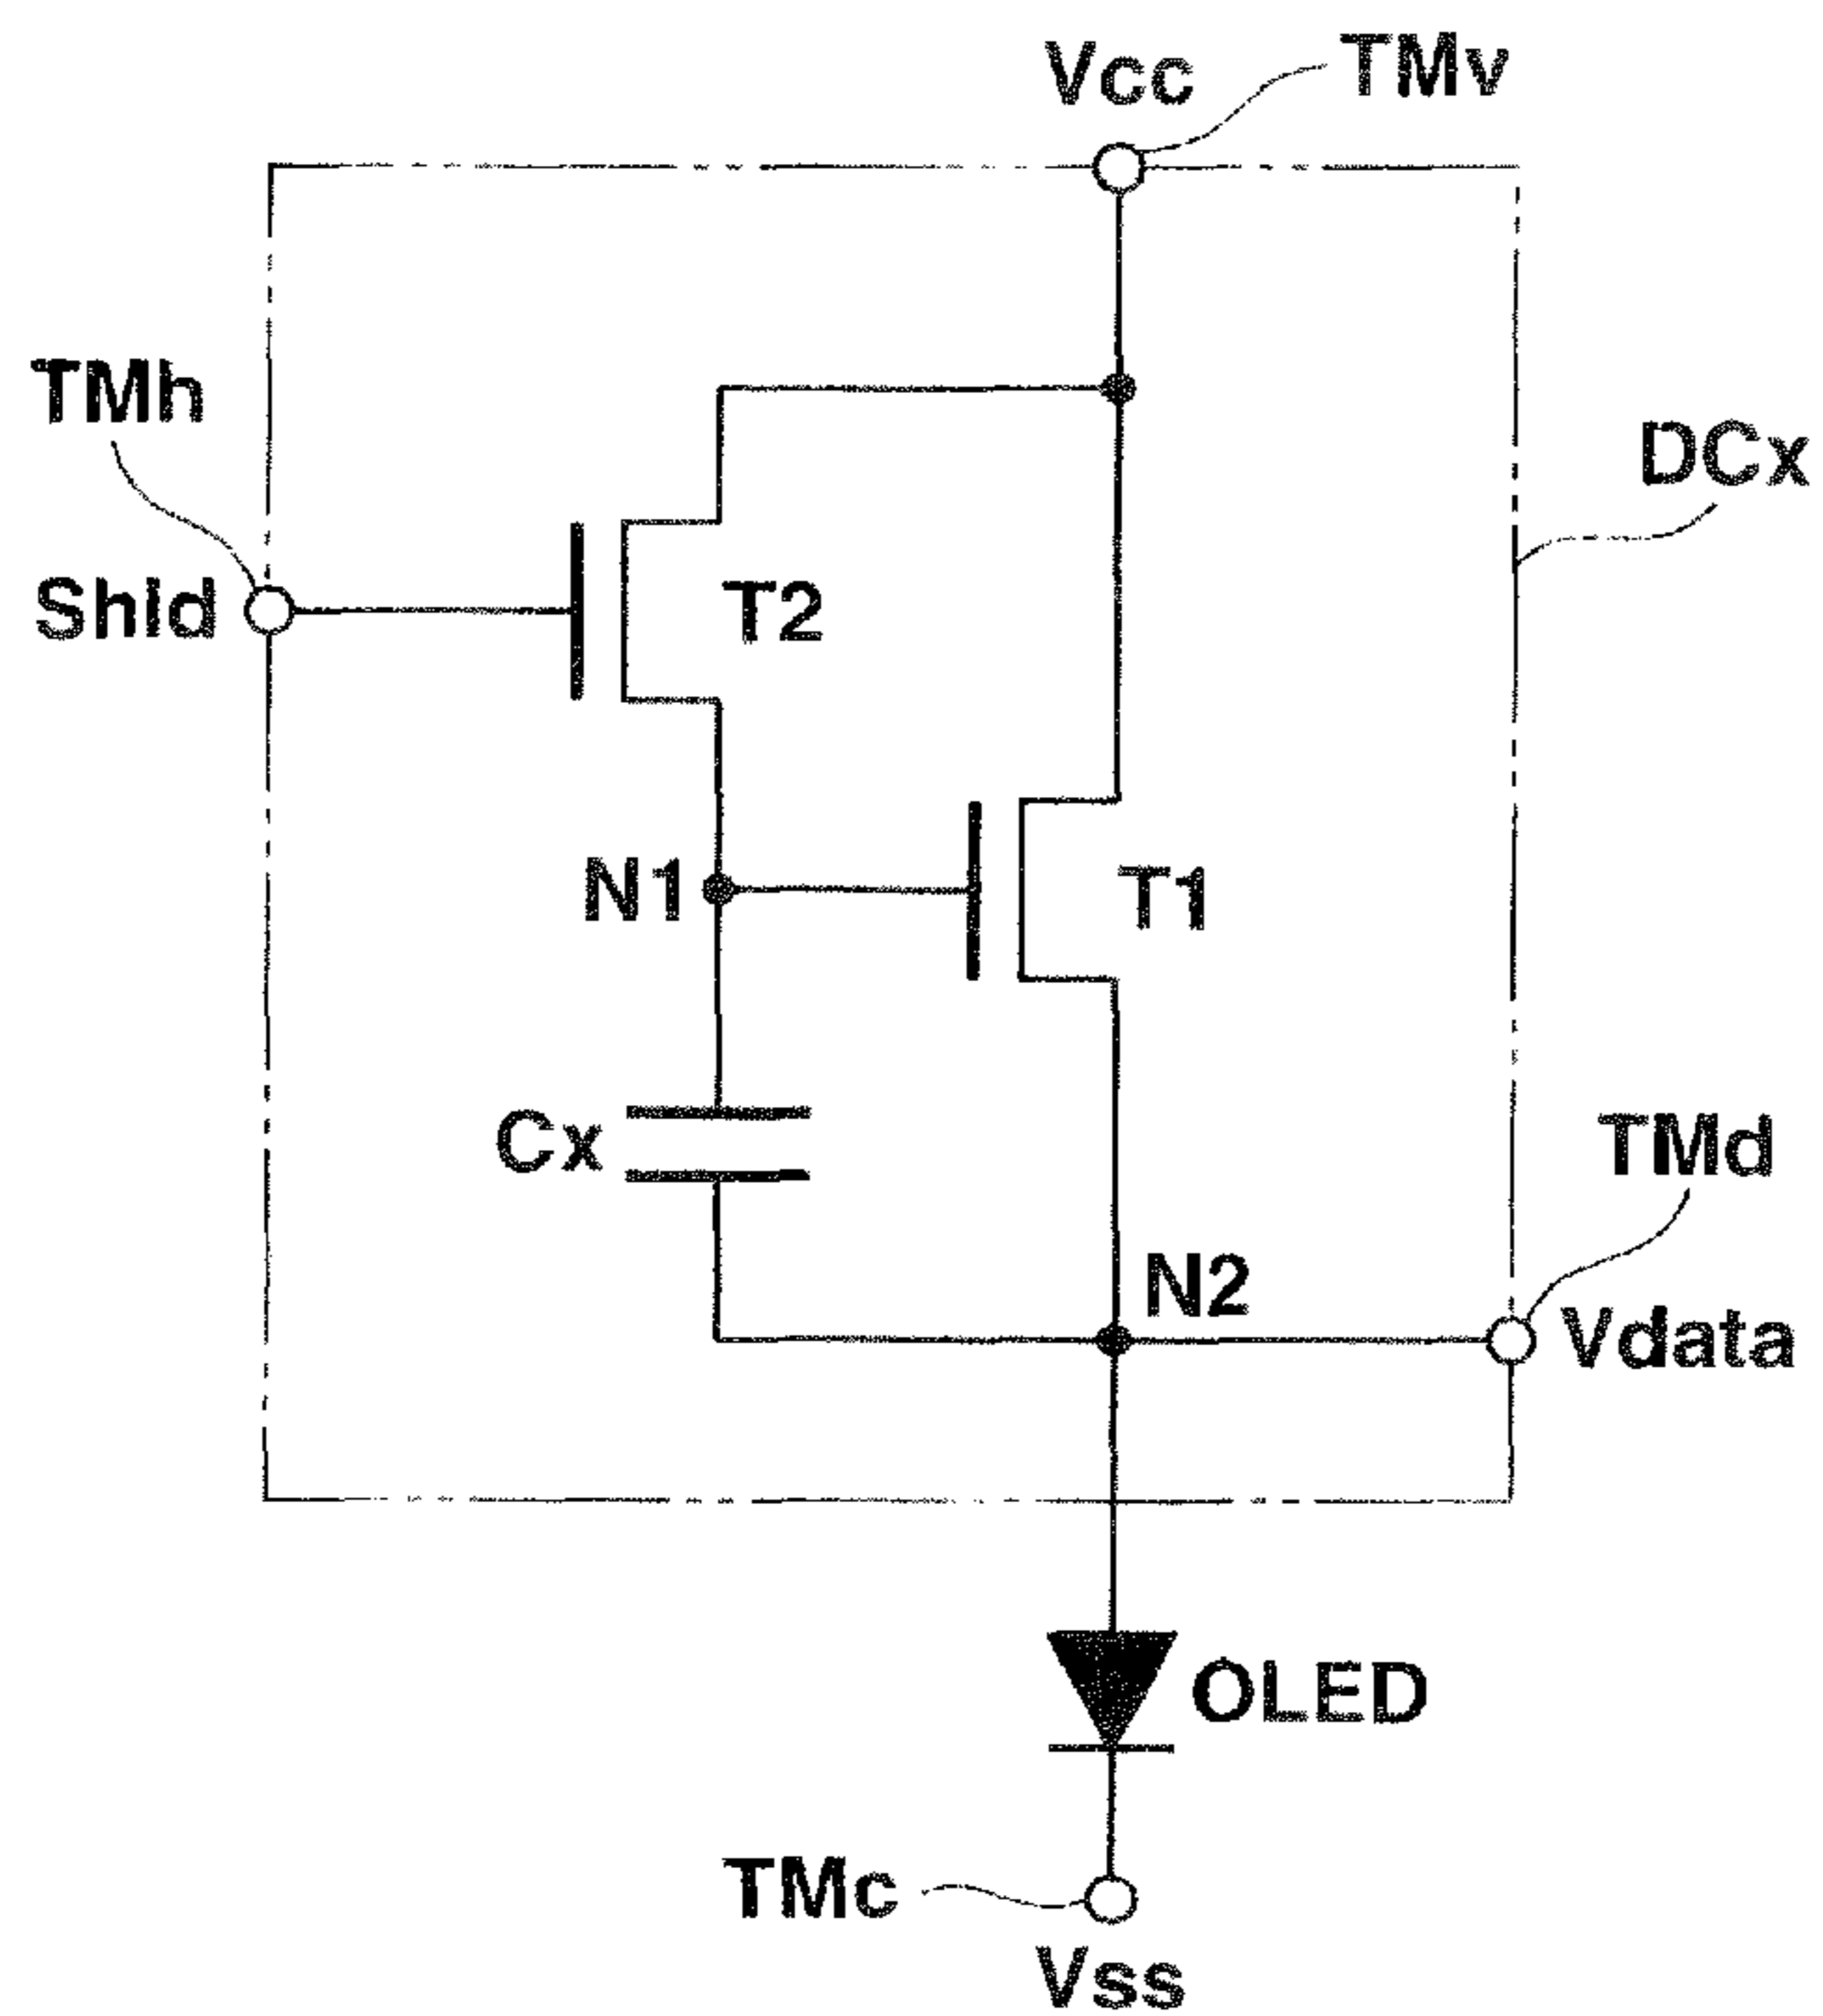 Vcc
TMv
TMh
DCx
Shld
T2
N1
T1
Cx
TMd
N2
Vdata
OLED
TMc
Vss